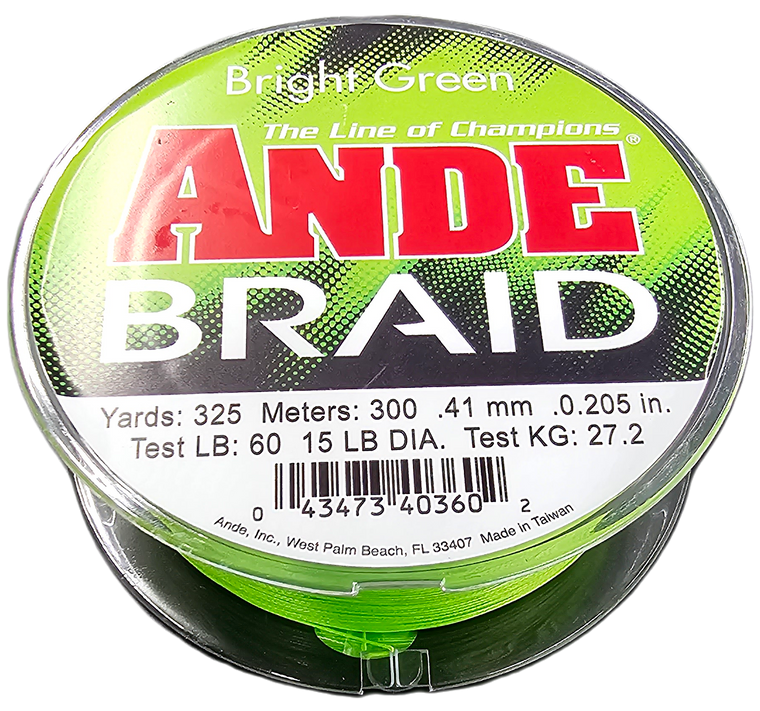 Bright Green
The Line of Champions
ANDE®
BRAID
Yards: 325 Meters: 300 .41 mm .0.205 in.
Test LB: 60 15 LB DIA. Test KG: 27.2
0 43473 40360 2
Ande, Inc., West Palm Beach, FL 33407 Made in Taiwan